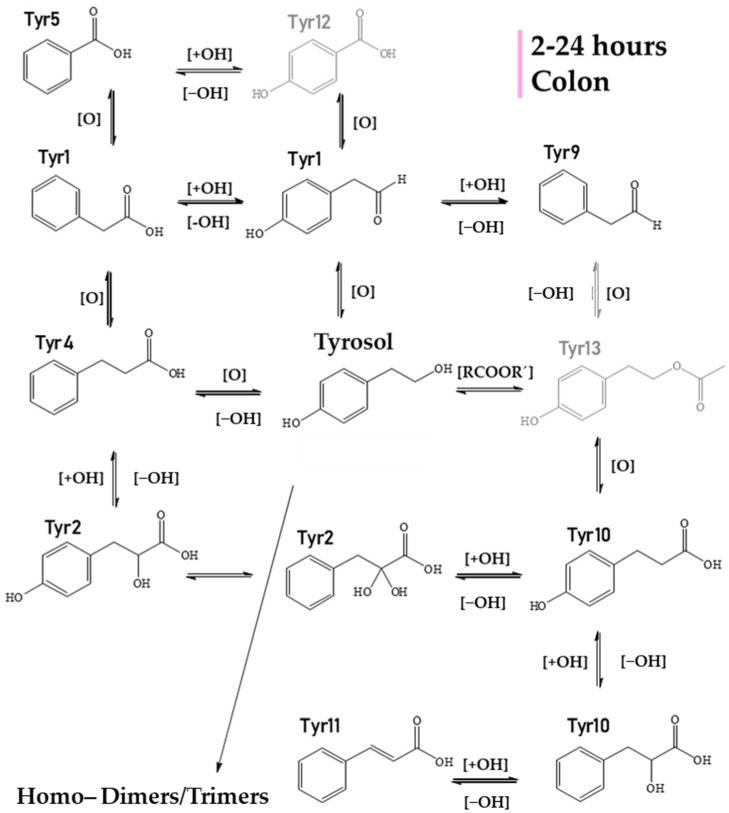 Tyr5
OH
[+OH]
[−OH]
Tyr12
OH
HO
2-24 hours
Colon
O
O
[O]
[O]
Tyr1
O
OH
[+OH]
[-OH]
Tyr1
H
O
HO
[+OH]
[−OH]
Tyr9
O
H
[O]
[O]
[−OH]
[O]
Tyr4
O
OH
[O]
[−OH]
Tyrosol
OH
HO
[RCOOR´]
Tyr13
O
O
HO
[+OH]
[−OH]
[O]
Tyr2
O
OH
OH
HO
Tyr2
O
OH
HO
OH
[+OH]
[−OH]
Tyr10
O
OH
HO
[+OH]
[−OH]
Tyr11
O
OH
[+OH]
[−OH]
Tyr10
O
OH
OH
Homo–Dimers/Trimers